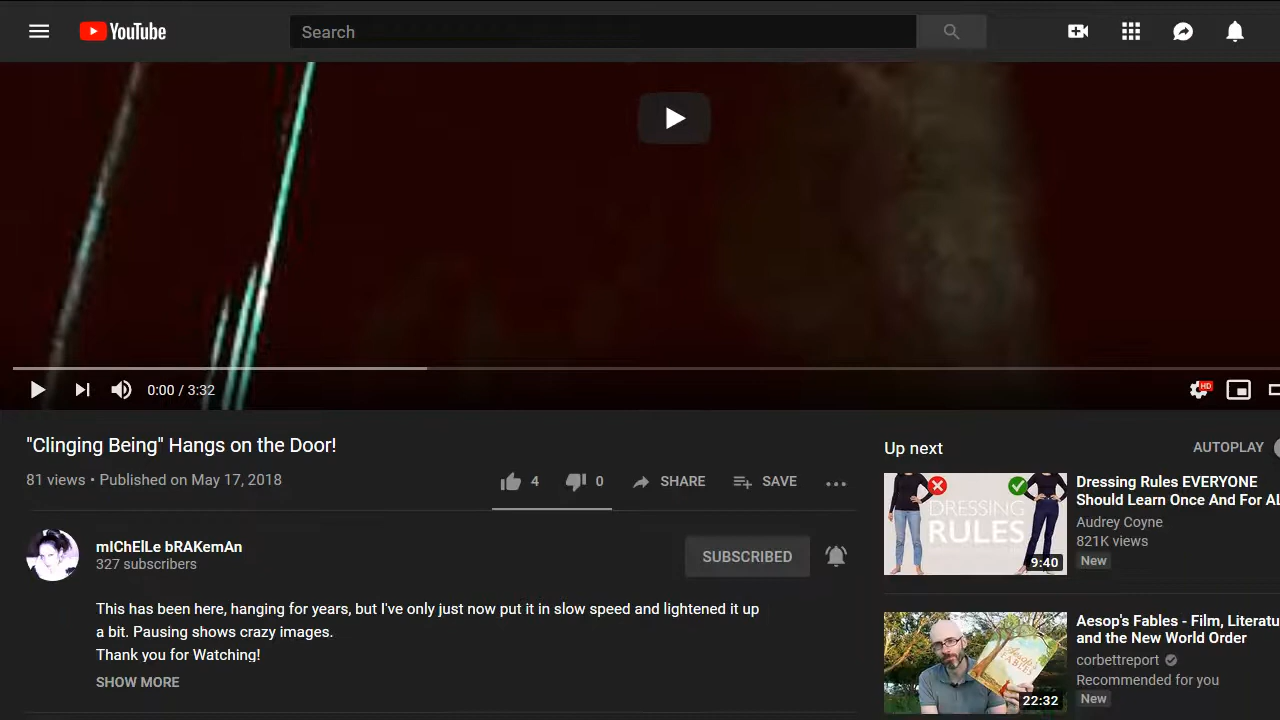 YouTube
Search
0:00 / 3:32
HD
"Clinging Being" Hangs on the Door!
81 views • Published on May 17, 2018
4
0
SHARE
SAVE
mIChElLe bRAKemAn
327 subscribers
SUBSCRIBED
This has been here, hanging for years, but I've only just now put it in slow speed and lightened it up
a bit. Pausing shows crazy images.
Thank you for Watching!
SHOW MORE
Up next
AUTOPLAY
DRESSING
RULES
9:40
Dressing Rules EVERYONE
Should Learn Once And For AL
Audrey Coyne
821K views
New
Aesop's
FABLES
22:32
Aesop's Fables - Film, Literatu
and the New World Order
corbettreport
Recommended for you
New